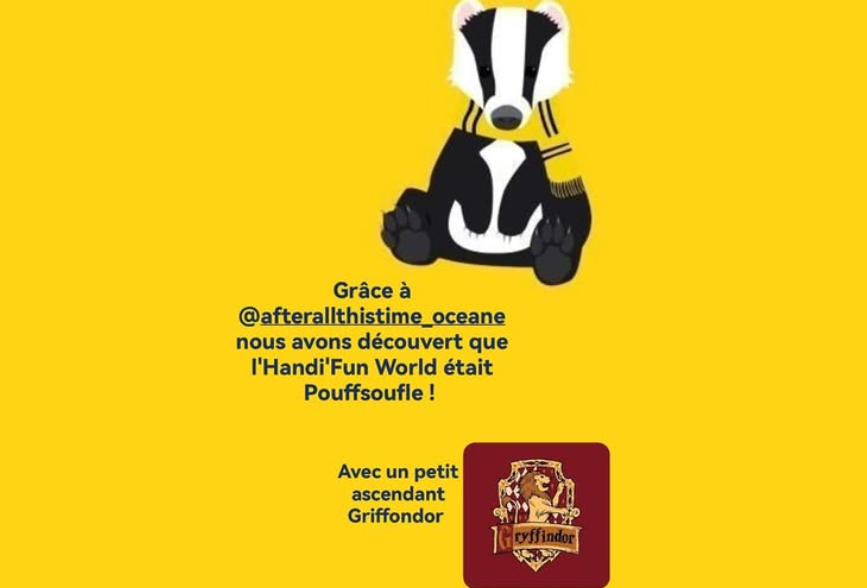 Grâce à
@afterallthistime_oceane
nous avons découvert que
l'Handi'Fun World était
Pouffsoufle !
Avec un petit
ascendant
Griffondor
Gryffindor